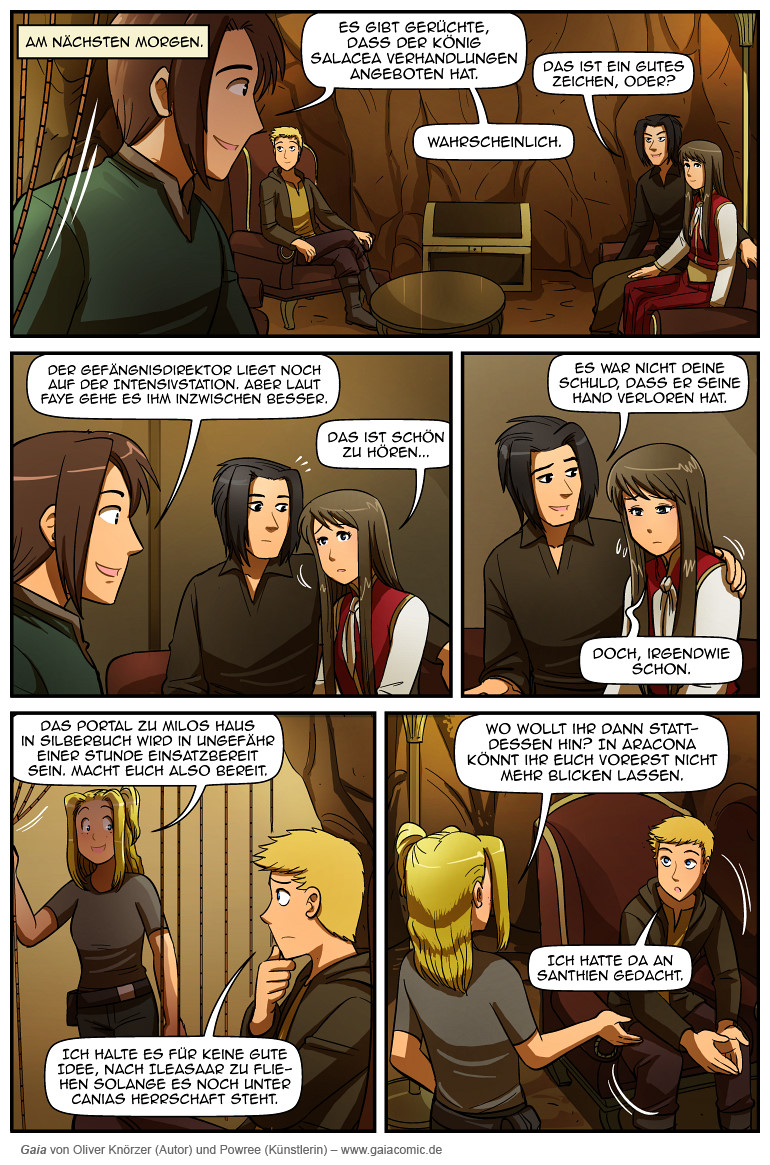 AM NÄCHSTEN MORGEN.
ES GIBT GERÜCHTE,
DASS DER KÖNIG
SALACEA VERHANDLUNGEN
ANGEBOTEN HAT.
DAS IST EIN GUTES
ZEICHEN, ODER?
WAHRSCHEINLICH.
DER GEFÄNGNISDIREKTOR LIEGT NOCH
AUF DER INTENSIVSTATION. ABER LAUT
FAYE GEHE ES IHM INZWISCHEN BESSER.
DAS IST SCHÖN
ZU HÖREN...
ES WAR NICHT DEINE
SCHULD, DASS ER SEINE
HAND VERLOREN HAT.
DOCH, IRGENDWIE
SCHON.
DAS PORTAL ZU MILOS HAUS
IN SILBERBUCH WIRD IN UNGEFÄHR
EINER STUNDE EINSATZBEREIT
SEIN. MACHT EUCH ALSO BEREIT.
ICH HALTE ES FÜR KEINE GUTE
IDEE, NACH ILEASAAR ZU FLIE-
HEN SOLANGE ES NOCH UNTER
CANIAS HERRSCHAFT STEHT.
WO WOLLT IHR DANN STATT-
DESSEN HIN? IN ARACONA
KÖNNT IHR EUCH VORERST NICHT
MEHR BLICKEN LASSEN.
ICH HATTE DA AN
SANTHIEN GEDACHT.
Gaia von Oliver Knörzer (Autor) und Powree (Künstlerin) – www.gaiacomic.de